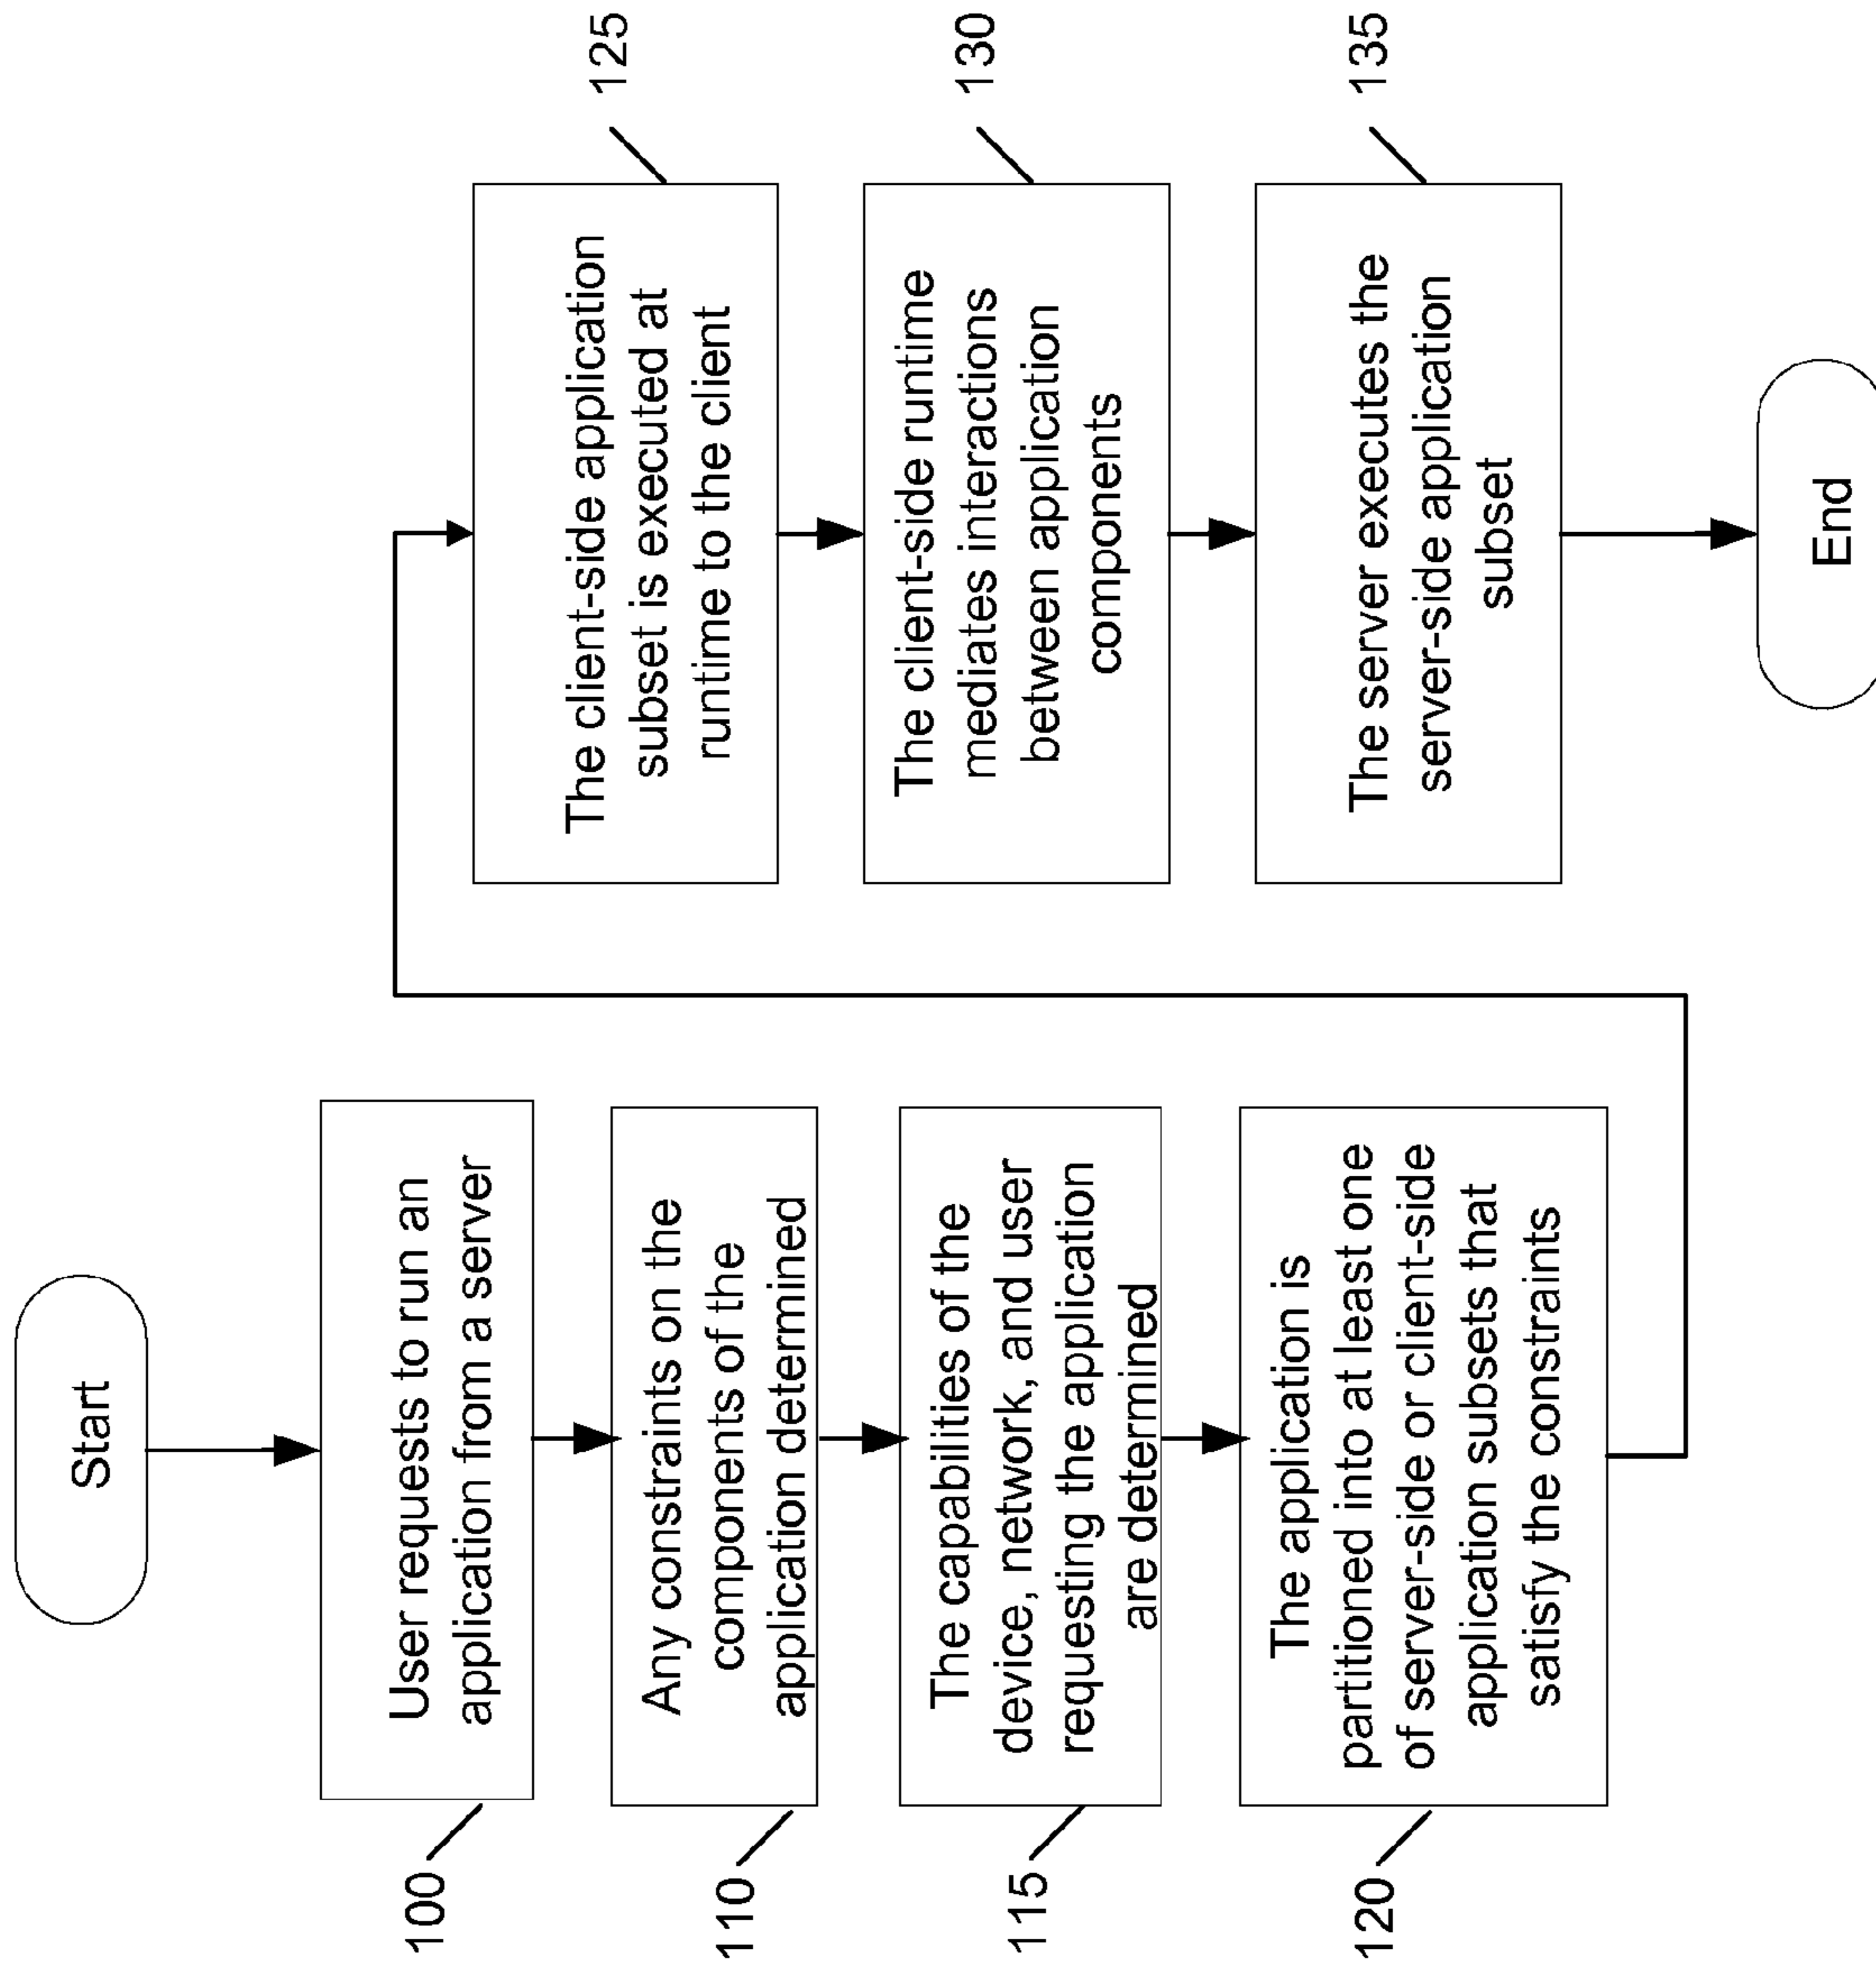 Start
100
User requests to run an
application from a server
110
Any constraints on the
components of the
application determined
115
The capabilities of the
device, network, and user
requesting the application
are determined
120
The application is
partitioned into at least one
of server-side or client-side
application subsets that
satisfy the constraints
125
The client-side application
subset is executed at
runtime to the client
130
The client-side runtime
mediates interactions
between application
components
135
The server executes the
server-side application
subset
End